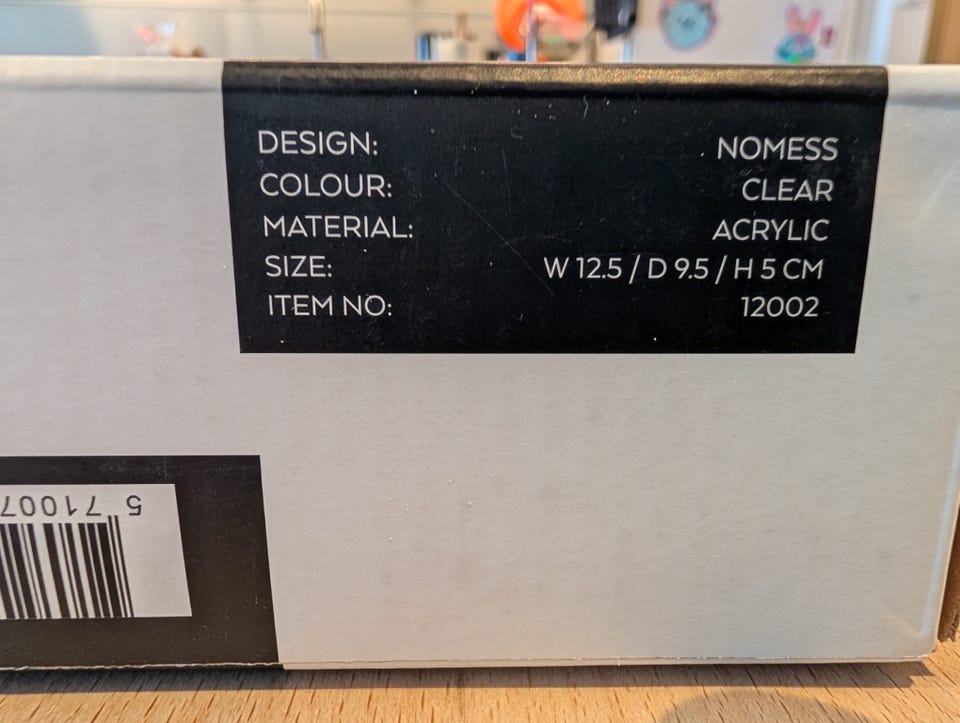 DESIGN: NOMESS
COLOUR: CLEAR
MATERIAL: ACRYLIC
SIZE: W 12.5 / D 9.5 / H 5 CM
ITEM NO: 12002
5 71007